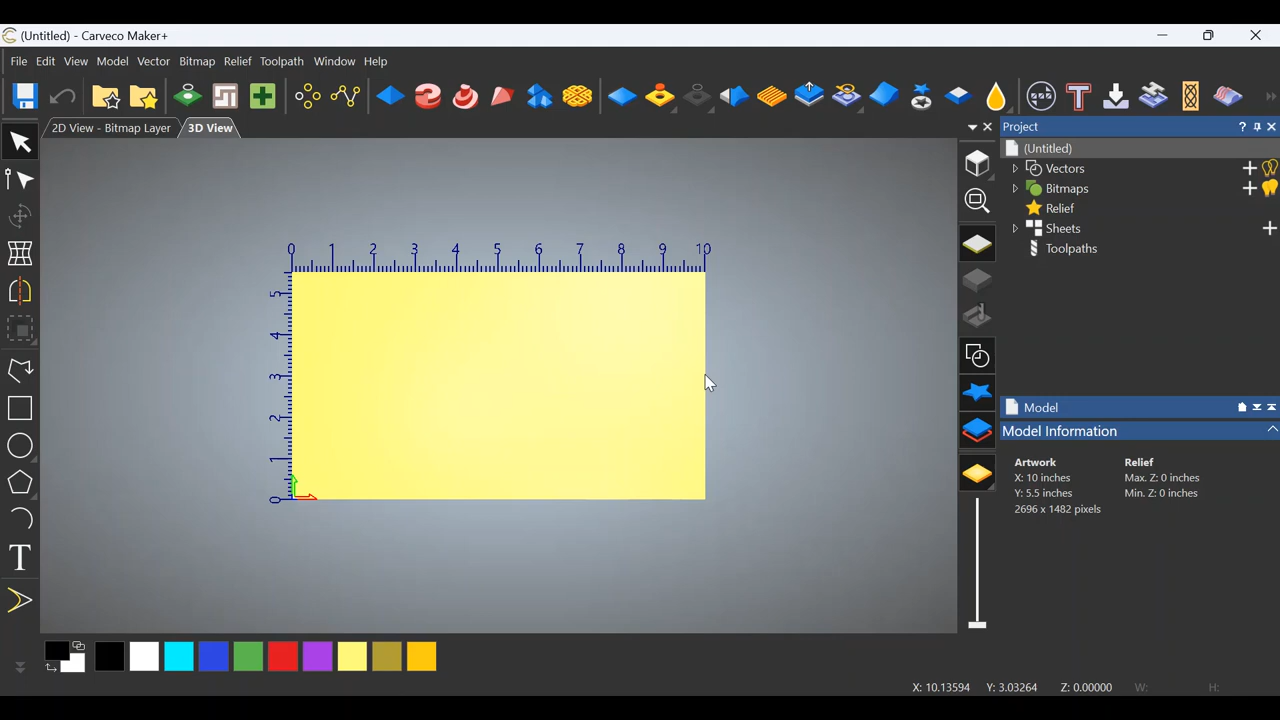 (Untitled) - Carveco Maker+
File Edit View Model Vector Bitmap Relief Toolpath Window Help
2D View - Bitmap Layer 3D View
Project
(Untitled)
Vectors
Bitmaps
Relief
Sheets
Toolpaths
0 1 2 3 4 5 6 7 8 9 10
5
4
3
2
1
0
Model
Model Information
Artwork Relief
X: 10 inches Max. Z: 0 inches
Y: 5.5 inches Min. Z: 0 inches
2696 x 1482 pixels
X: 10.13594 Y: 3.03264 Z: 0.00000 W: H: